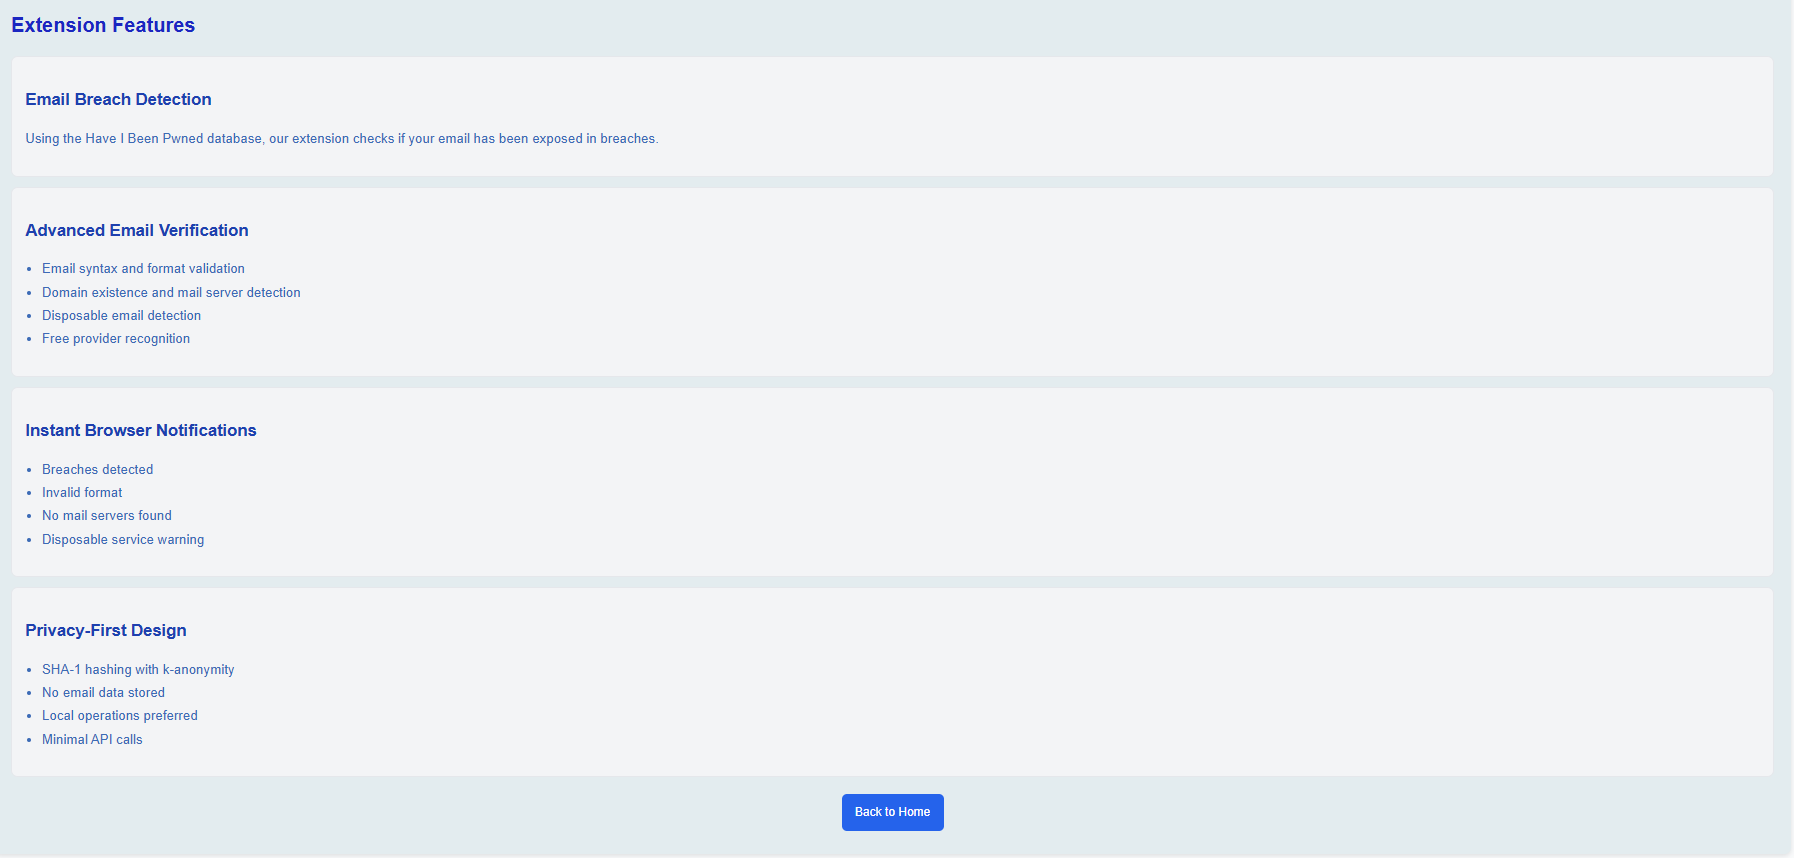 Extension Features
Email Breach Detection
Using the Have I Been Pwned database, our extension checks if your email has been exposed in breaches.
Advanced Email Verification
• Email syntax and format validation
• Domain existence and mail server detection
• Disposable email detection
• Free provider recognition
Instant Browser Notifications
• Breaches detected
• Invalid format
• No mail servers found
• Disposable service warning
Privacy-First Design
• SHA-1 hashing with k-anonymity
• No email data stored
• Local operations preferred
• Minimal API calls
Back to Home